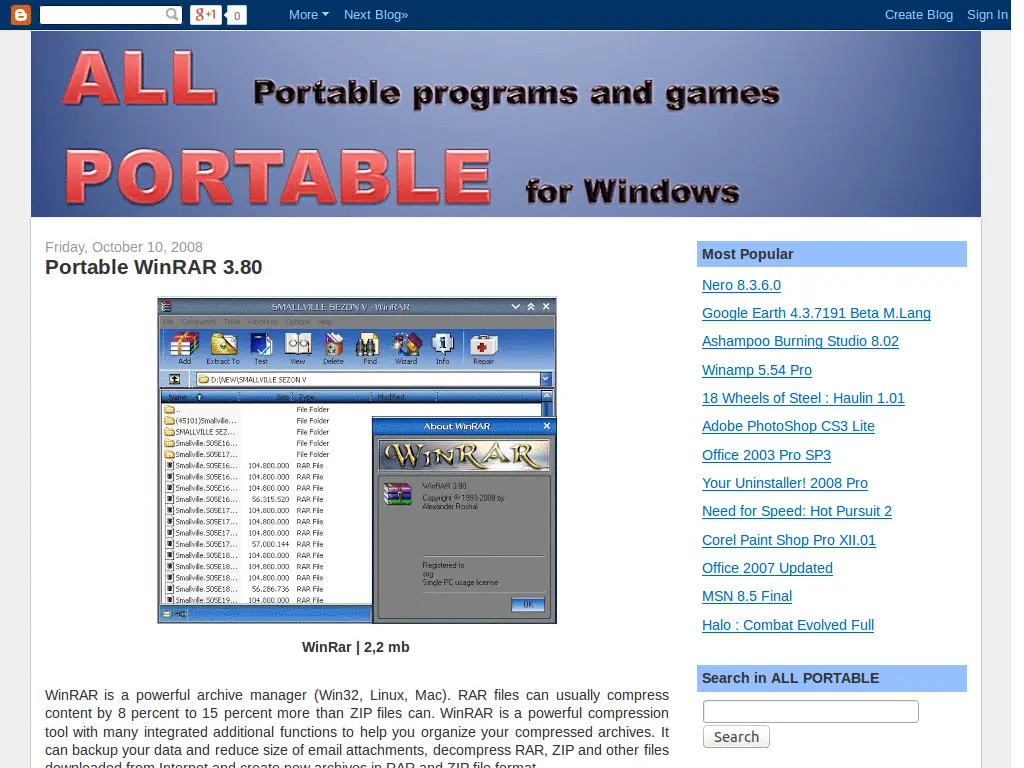 g+1 0 More Next Blog» Create Blog Sign In
ALL Portable programs and games
PORTABLE for Windows
Friday, October 10, 2008
Portable WinRAR 3.80
SMALLVILLE SEZON V - WinRAR
File Commands Tools Favorites Options Help
Add Extract To Test View Delete Find Wizard Info Repair
D:\NEW\SMALLVILLE SEZON V
Name Size Type Modified
.. File Folder
(45101)Smallville... File Folder
SMALLVILLE SEZ... File Folder
Smallville.S05E16... File Folder
Smallville.S05E17... File Folder
Smallville.S05E16... 104.800.000 RAR File
Smallville.S05E16... 104.800.000 RAR File
Smallville.S05E16... 104.800.000 RAR File
Smallville.S05E16... 56.315.520 RAR File
Smallville.S05E17... 104.800.000 RAR File
Smallville.S05E17... 104.800.000 RAR File
Smallville.S05E17... 104.800.000 RAR File
Smallville.S05E17... 57.000.144 RAR File
Smallville.S05E18... 104.800.000 RAR File
Smallville.S05E18... 104.800.000 RAR File
Smallville.S05E18... 104.800.000 RAR File
Smallville.S05E18... 56.286.736 RAR File
Smallville.S05E19... 104.800.000 RAR File
About WinRAR
WINRAR
WinRAR 3.80
Copyright © 1993-2008 by
Alexander Roshal
Registered to
Single PC usage license
OK
WinRar | 2,2 mb
WinRAR is a powerful archive manager (Win32, Linux, Mac). RAR files can usually compress
content by 8 percent to 15 percent more than ZIP files can. WinRAR is a powerful compression
tool with many integrated additional functions to help you organize your compressed archives. It
can backup your data and reduce size of email attachments, decompress RAR, ZIP and other files
downloaded from Internet and create new archives in RAR and ZIP file format.
Most Popular
Nero 8.3.6.0
Google Earth 4.3.7191 Beta M.Lang
Ashampoo Burning Studio 8.02
Winamp 5.54 Pro
18 Wheels of Steel : Haulin 1.01
Adobe PhotoShop CS3 Lite
Office 2003 Pro SP3
Your Uninstaller! 2008 Pro
Need for Speed: Hot Pursuit 2
Corel Paint Shop Pro XII.01
Office 2007 Updated
MSN 8.5 Final
Halo : Combat Evolved Full
Search in ALL PORTABLE
Search